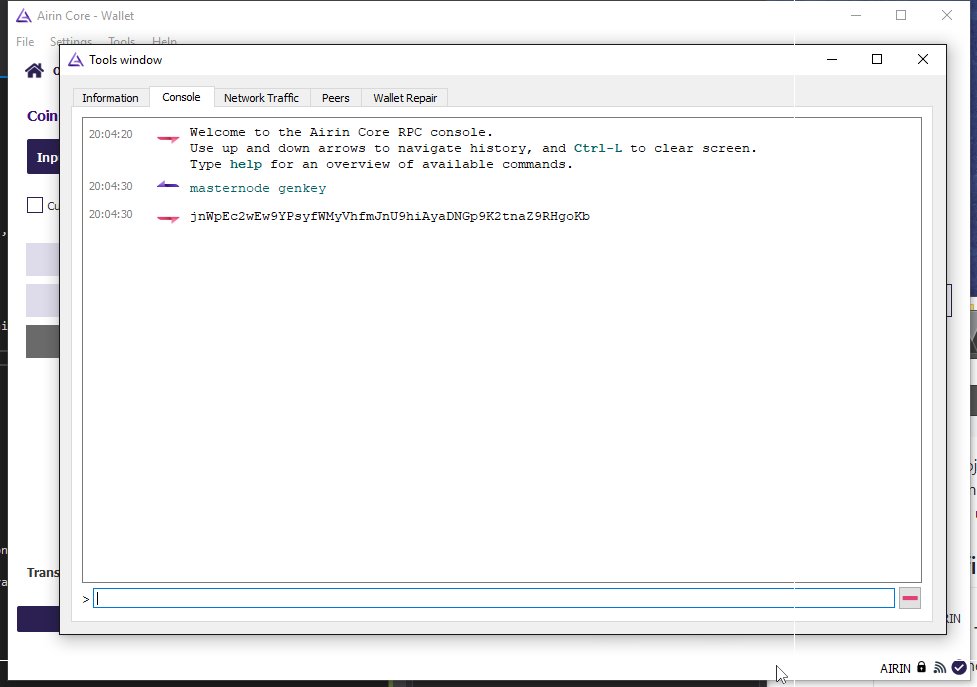 Airin Core - Wallet
File Settings Tools Help
Tools window
Information Console Network Traffic Peers Wallet Repair
20:04:20 Welcome to the Airin Core RPC console.
Use up and down arrows to navigate history, and Ctrl-L to clear screen.
Type help for an overview of available commands.
20:04:30 masternode genkey
20:04:30 jnWpEc2wEw9YPsyfWMyVhfmJnU9hiAyaDNGp9K2tnaZ9RHgoKb
>
Coin
Inp
Cu
Trans
AIRIN